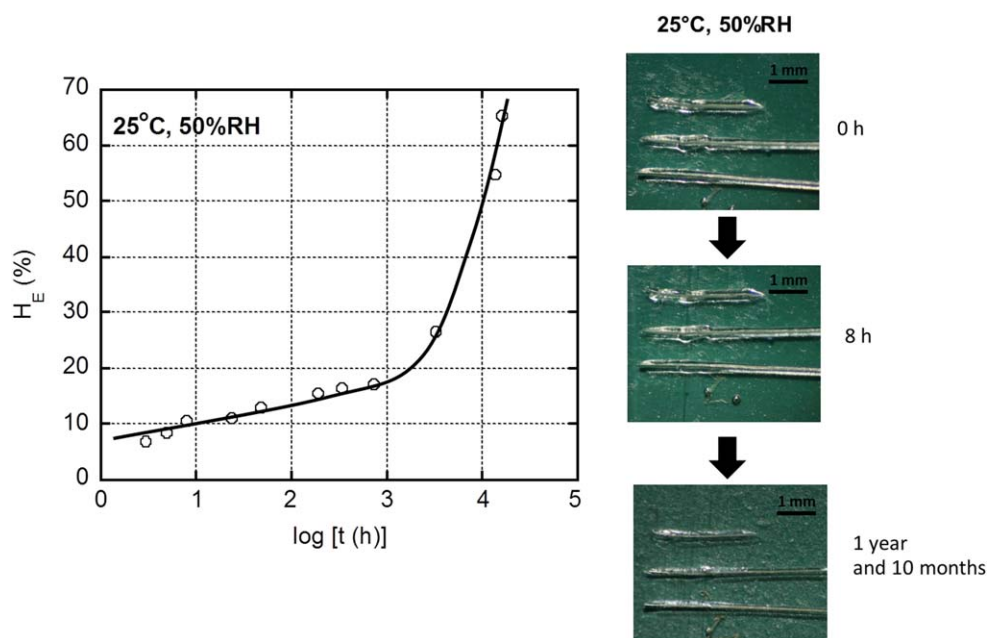 25°C, 50%RH
70
60
50
40
30
20
10
0
H_E (%)
25°C, 50%RH
0 1 2 3 4 5
log [t (h)]
1 mm
0 h
1 mm
8 h
1 mm
1 year
and 10 months